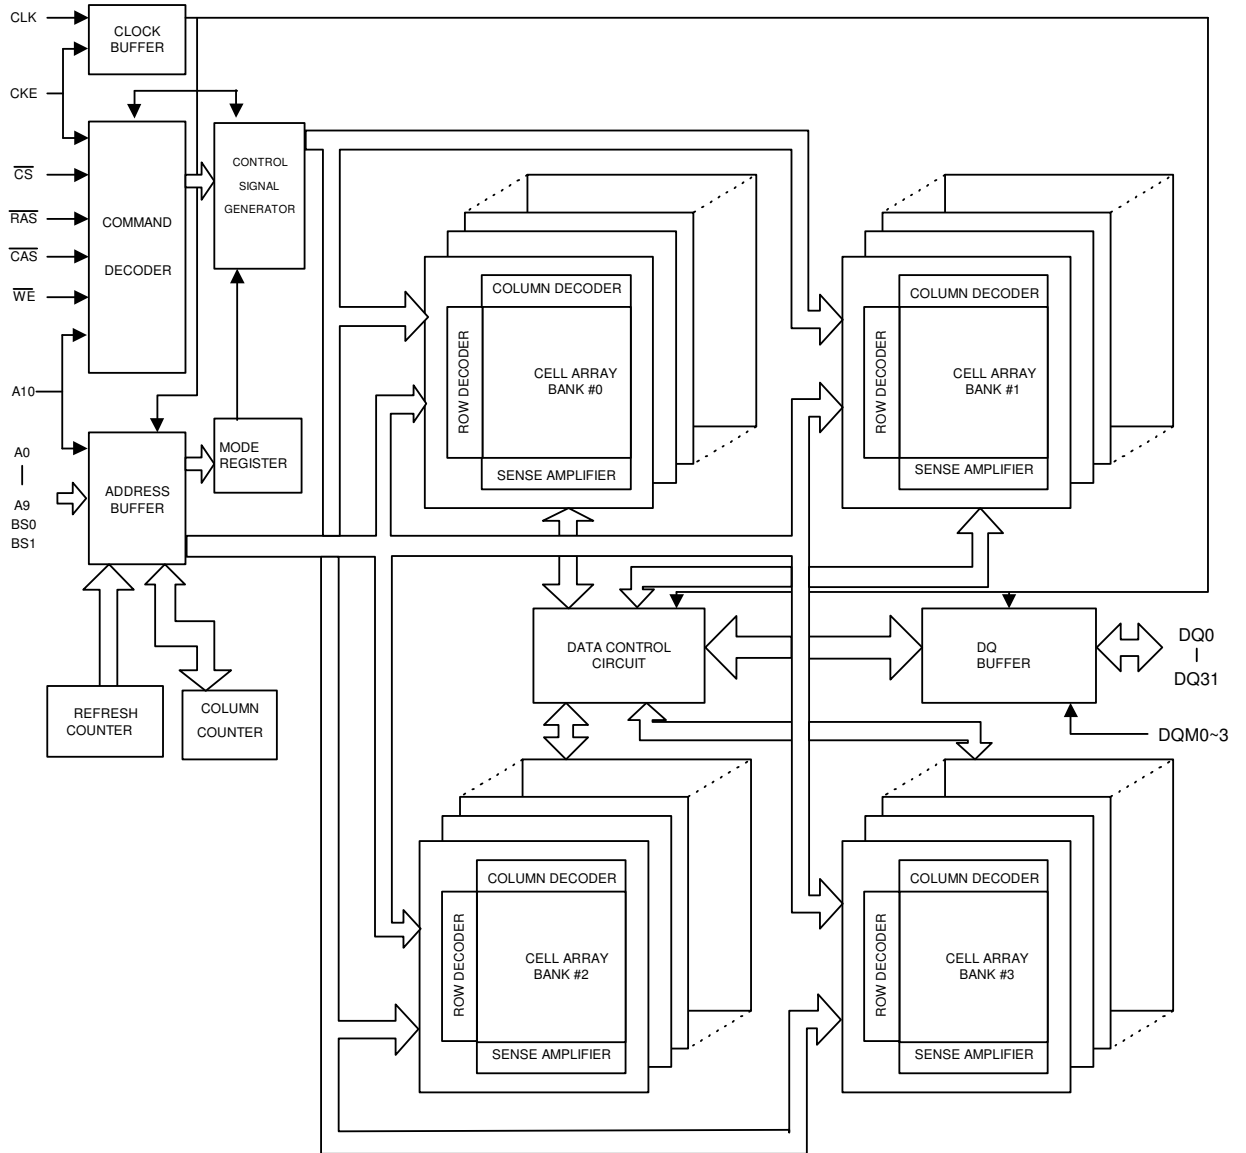 CLK
CLOCK
BUFFER
CKE
CS
RAS
CAS
WE
COMMAND
DECODER
CONTROL
SIGNAL
GENERATOR
A10
A0
A9
BS0
BS1
ADDRESS
BUFFER
MODE
REGISTER
REFRESH
COUNTER
COLUMN
COUNTER
COLUMN DECODER
ROW DECODER
CELL ARRAY
BANK #0
SENSE AMPLIFIER
COLUMN DECODER
ROW DECODER
CELL ARRAY
BANK #1
SENSE AMPLIFIER
DATA CONTROL
CIRCUIT
DQ
BUFFER
DQ0
DQ31
DQM0~3
COLUMN DECODER
ROW DECODER
CELL ARRAY
BANK #2
SENSE AMPLIFIER
COLUMN DECODER
ROW DECODER
CELL ARRAY
BANK #3
SENSE AMPLIFIER